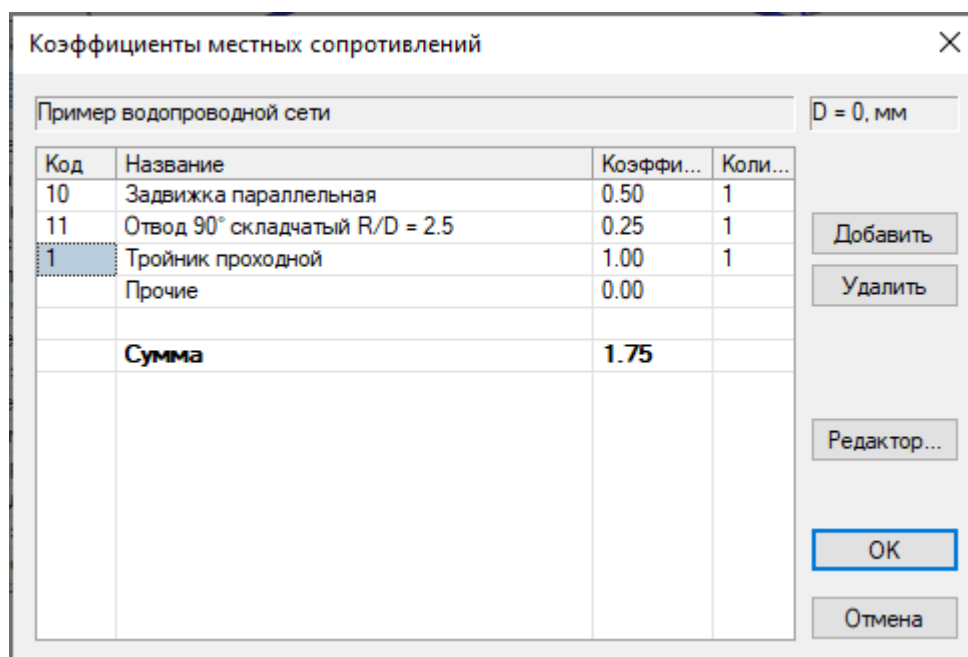 Коэффициенты местных сопротивлений
Пример водопроводной сети D = 0, мм
Код Название Коэффи... Коли...
10 Задвижка параллельная 0.50 1
11 Отвод 90° складчатый R/D = 2.5 0.25 1
1 Тройник проходной 1.00 1
Прочие 0.00
Сумма 1.75
Добавить
Удалить
Редактор...
OK
Отмена